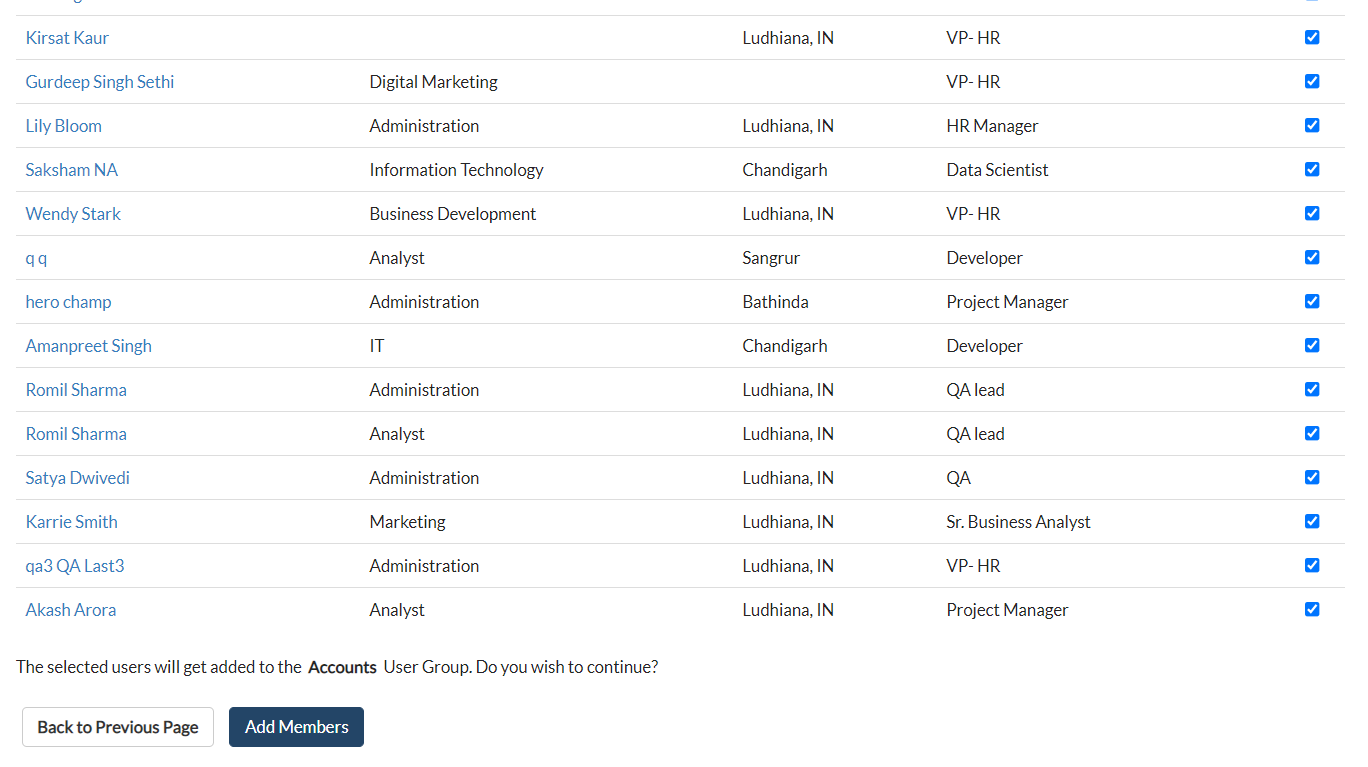 Kirsat Kaur Ludhiana, IN VP- HR
Gurdeep Singh Sethi Digital Marketing VP- HR
Lily Bloom Administration Ludhiana, IN HR Manager
Saksham NA Information Technology Chandigarh Data Scientist
Wendy Stark Business Development Ludhiana, IN VP- HR
q q Analyst Sangrur Developer
hero champ Administration Bathinda Project Manager
Amanpreet Singh IT Chandigarh Developer
Romil Sharma Administration Ludhiana, IN QA lead
Romil Sharma Analyst Ludhiana, IN QA lead
Satya Dwivedi Administration Ludhiana, IN QA
Karrie Smith Marketing Ludhiana, IN Sr. Business Analyst
qa3 QA Last3 Administration Ludhiana, IN VP- HR
Akash Arora Analyst Ludhiana, IN Project Manager
The selected users will get added to the Accounts User Group. Do you wish to continue?
Back to Previous Page Add Members